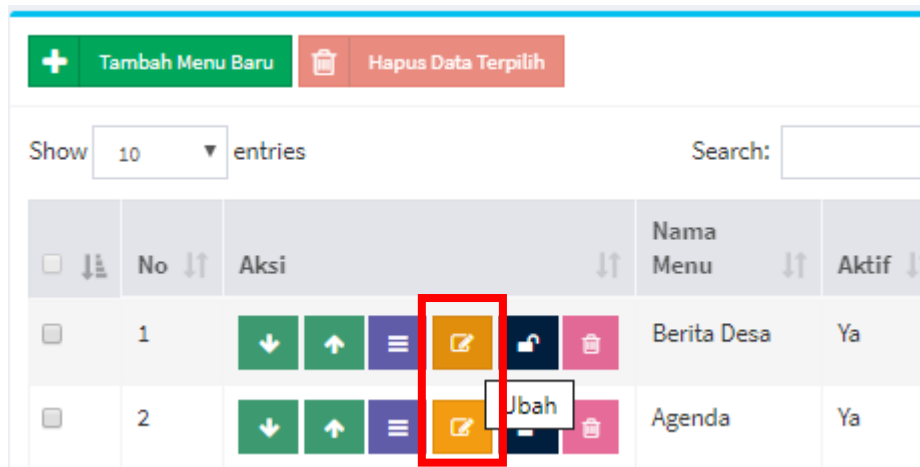 Tambah Menu Baru Hapus Data Terpilih
Show 10 entries Search:
No Aksi Nama Menu Aktif
1 Berita Desa Ya
Ubah
2 Agenda Ya